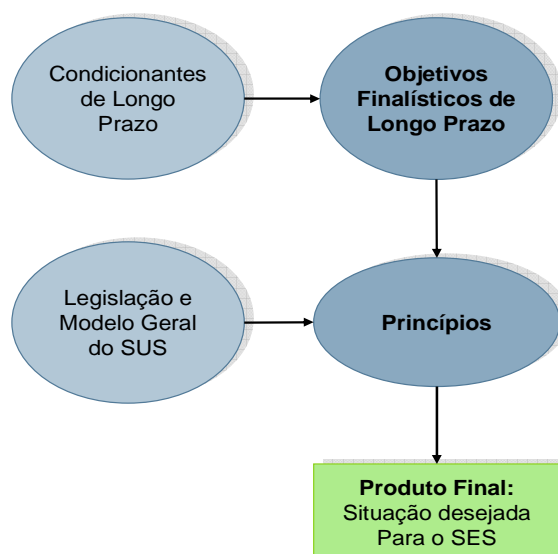 Condicionantes
de Longo
Prazo
Objetivos
Finalísticos de
Longo Prazo
Legislação e
Modelo Geral
do SUS
Princípios
Produto Final:
Situação desejada
Para o SES